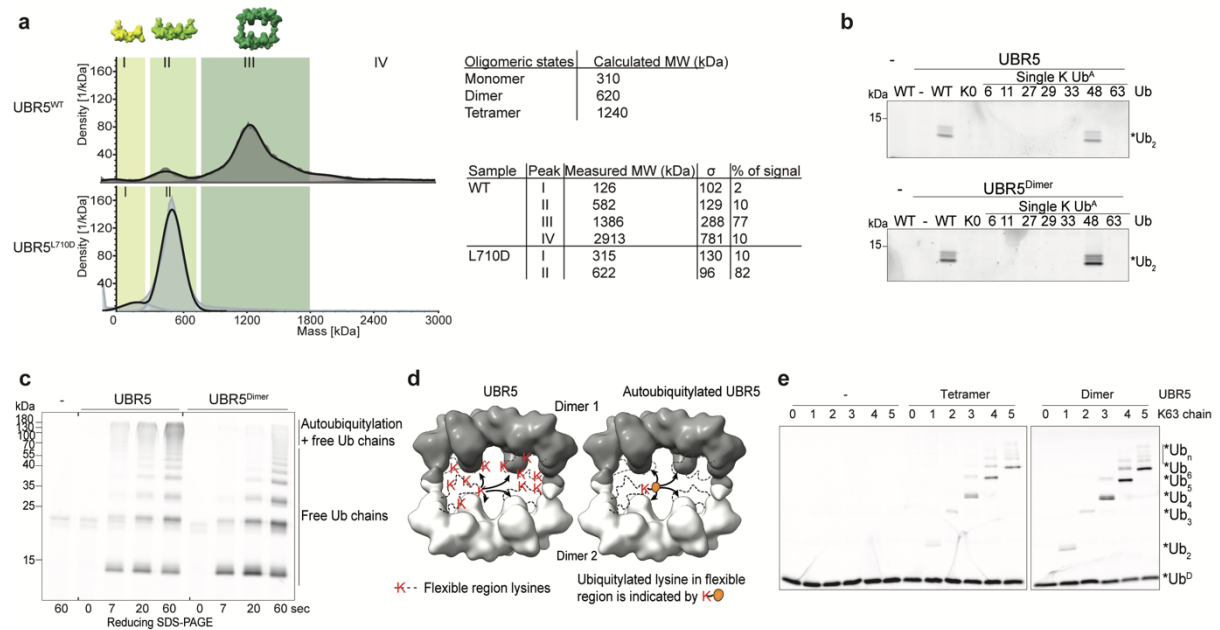 a
I II III IV
UBR5WT
Density [1/kDa]
160
120
80
40
I II
UBR5L710D
Density [1/kDa]
160
120
80
40
0 600 1200 1800 2400 3000
Mass [kDa]
Oligomeric states Calculated MW (kDa)
Monomer 310
Dimer 620
Tetramer 1240
Sample Peak Measured MW (kDa) σ % of signal
WT I 126 102 2
II 582 129 10
III 1386 288 77
IV 2913 781 10
L710D I 315 130 10
II 622 96 82
b
- UBR5
Single K UbA
kDa WT - WT K0 6 11 27 29 33 48 63 Ub
15
*Ub2
- UBR5Dimer
Single K UbA
kDa WT - WT K0 6 11 27 29 33 48 63 Ub
15
*Ub2
c
- UBR5 UBR5Dimer
kDa
180
130
100
70
55
40
35
25
15
Autoubiquitylation
+ free Ub chains
Free Ub chains
60 0 7 20 60 0 7 20 60 sec
Reducing SDS-PAGE
d
UBR5 Autoubiquitylated UBR5
Dimer 1
K K K K K K K K K K
K
Dimer 2
K--- Flexible region lysines
Ubiquitylated lysine in flexible
region is indicated by K
e
- Tetramer Dimer UBR5
0 1 2 3 4 5 0 1 2 3 4 5 0 1 2 3 4 5 K63 chain
*Ubn
*Ub6
*Ub5
*Ub4
*Ub3
*Ub2
*UbD